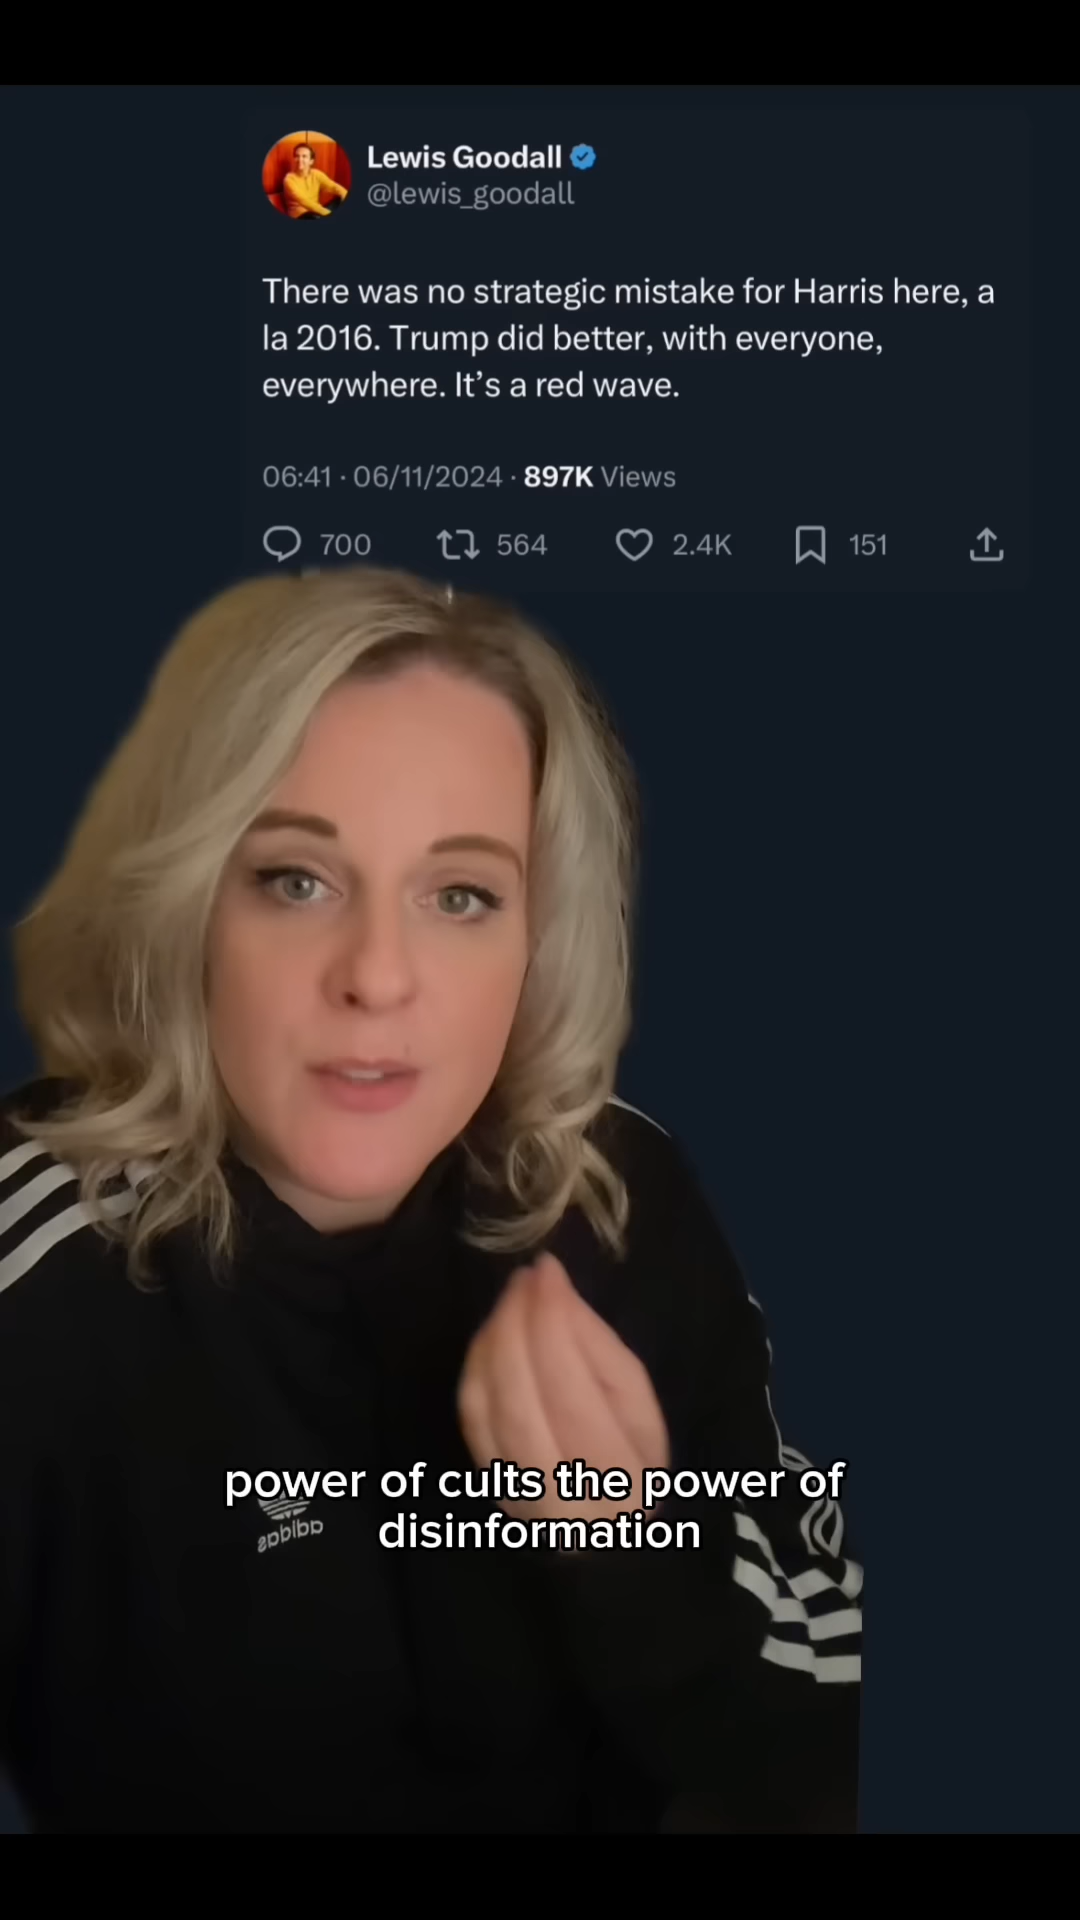 Lewis Goodall
@lewis_goodall
There was no strategic mistake for Harris here, a
la 2016. Trump did better, with everyone,
everywhere. It’s a red wave.
06:41 · 06/11/2024 · 897K Views
700 564 2.4K 151
power of cults the power of
disinformation
adidas